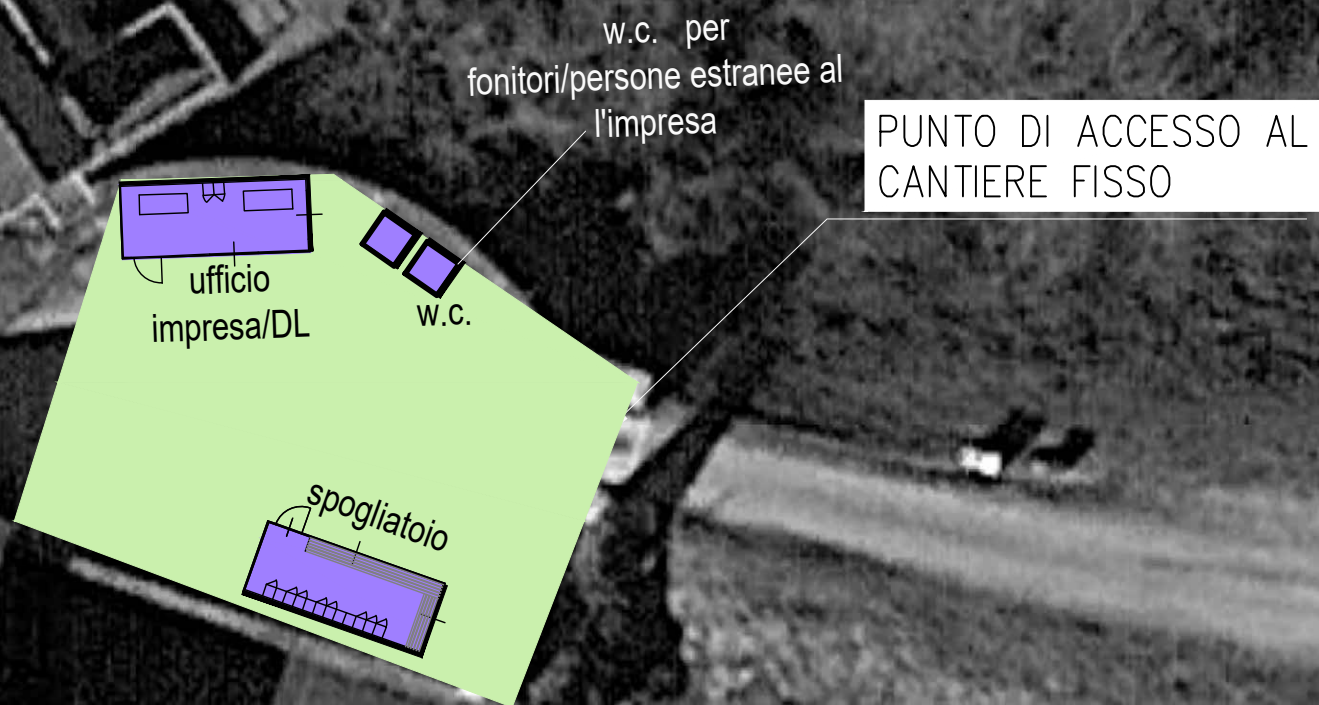 w.c. per
fonitori/persone estranee al
l'impresa
PUNTO DI ACCESSO AL
CANTIERE FISSO
ufficio
impresa/DL
w.c.
spogliatoio